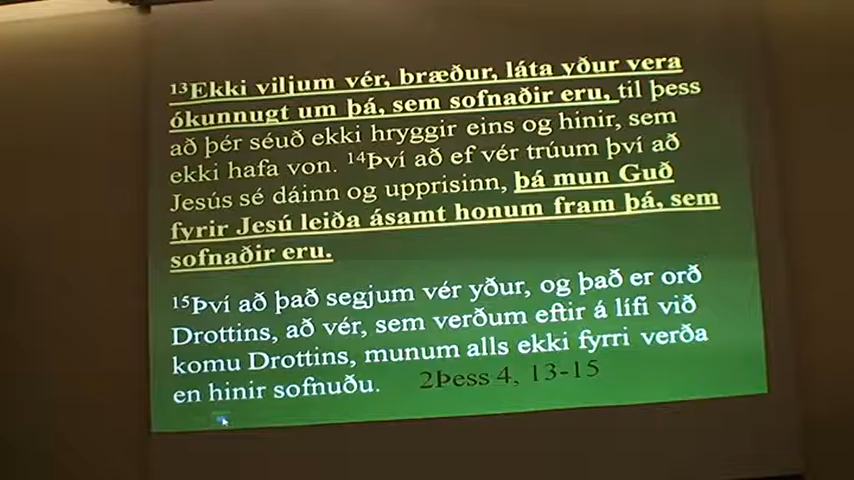 13Ekki viljum vér, bræður, láta yður vera
ókunnugt um þá, sem sofnaðir eru, til þess
að þér séuð ekki hryggir eins og hinir, sem
ekki hafa von. 14Því að ef vér trúum því að
Jesús sé dáinn og upprisinn, þá mun Guð
fyrir Jesú leiða ásamt honum fram þá, sem
sofnaðir eru.
15Því að það segjum vér yður, og það er orð
Drottins, að vér, sem verðum eftir á lífi við
komu Drottins, munum alls ekki fyrri verða
en hinir sofnuðu. 2Þess 4, 13-15